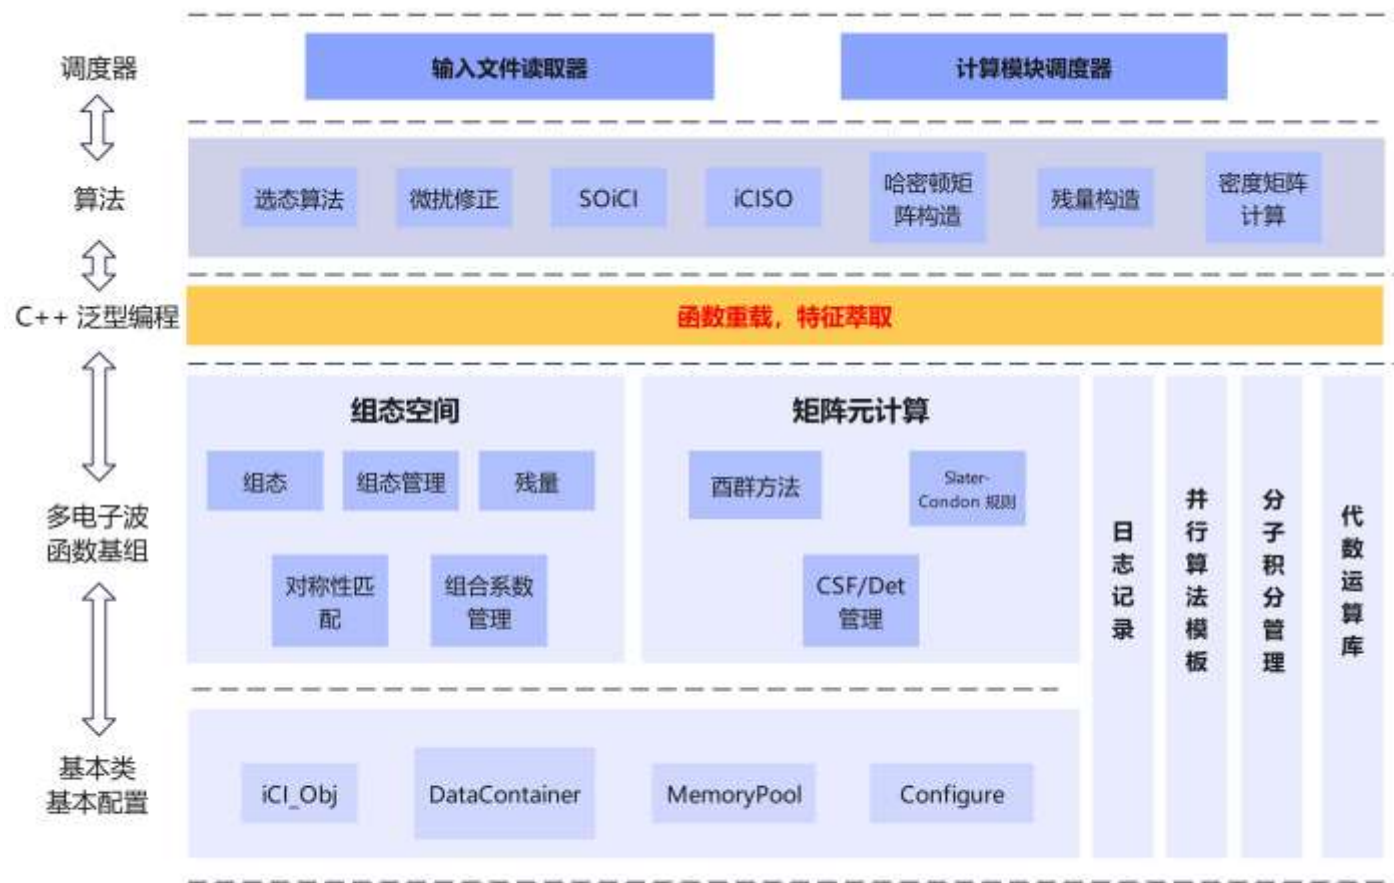 调度器
输入文件读取器
计算模块调度器
算法
选态算法
微扰修正
SOiCI
iCISO
哈密顿矩
阵构造
残量构造
密度矩阵
计算
C++ 泛型编程
函数重载，特征萃取
多电子波
函数基组
组态空间
组态
组态管理
残量
对称性匹
配
组合系数
管理
矩阵元计算
酉群方法
Slater-
Condon 规则
CSF/Det
管理
日志记录
并行算法模板
分子积分管理
代数运算库
基本类
基本配置
iCI_Obj
DataContainer
MemoryPool
Configure